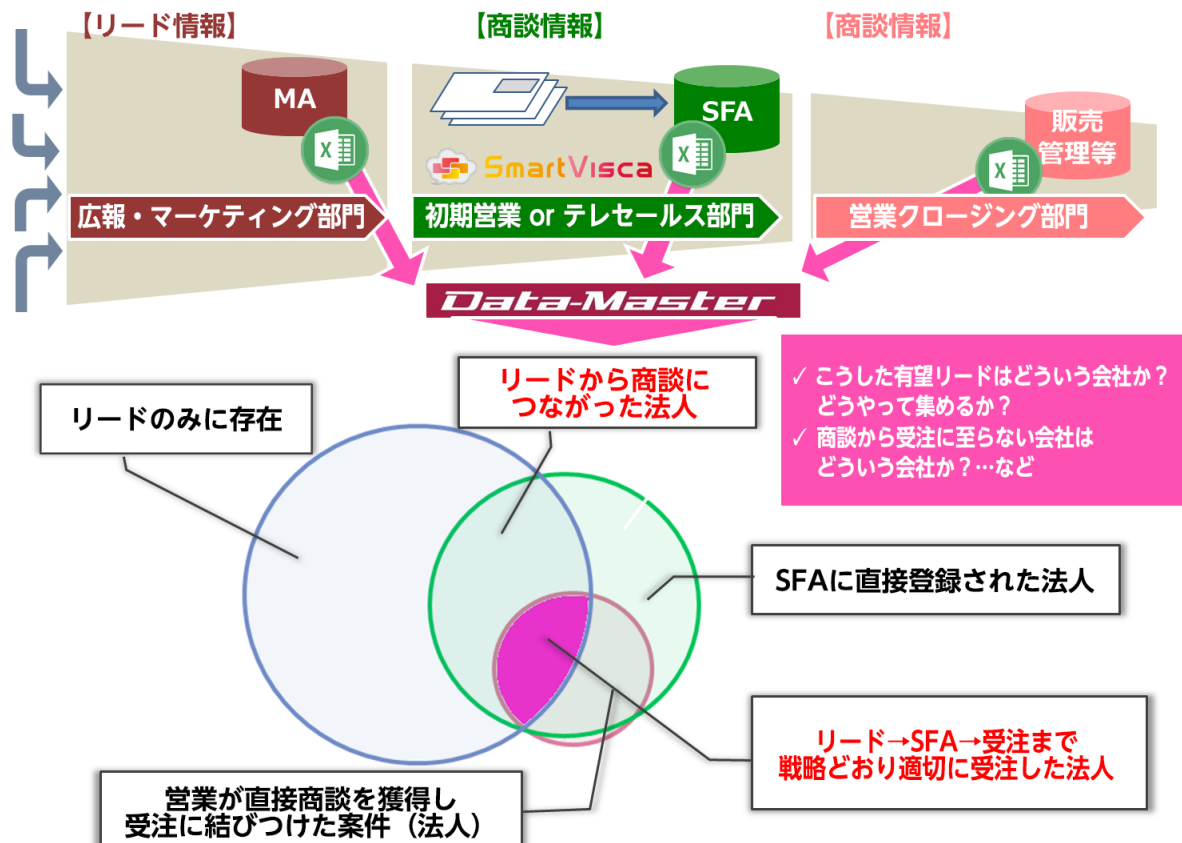 【リード情報】
【商談情報】
【商談情報】
MA
SFA
販売
管理等
SmartVisca
広報・マーケティング部門
初期営業 or テレセールス部門
営業クロージング部門
Data-Master
✓ こうした有望リードはどういう会社か？
どうやって集めるか？
✓ 商談から受注に至らない会社は
どういう会社か？…など
リードから商談に
つながった法人
リードのみに存在
SFAに直接登録された法人
リード→SFA→受注まで
戦略どおり適切に受注した法人
営業が直接商談を獲得し
受注に結びつけた案件（法人）